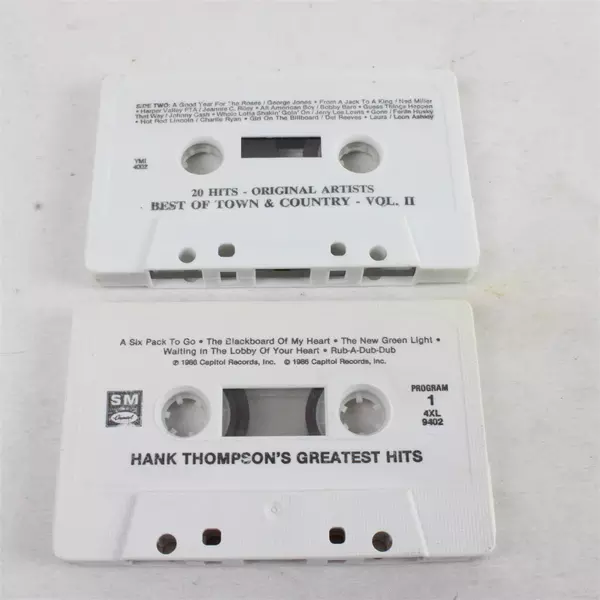 SIDE TWO: A Good Year For The Roses / George Jones • From A Jack To A King / Ned Miller
• Harper Valley PTA / Jeannie C. Riley • All American Boy / Bobby Bare • Guess Things Happen
That Way / Johnny Cash • Whole Lotta Shakin' Goin' On / Jerry Lee Lewis • Gone / Ferlin Husky
• Hot Rod Lincoln / Charlie Ryan • Girl On The Billboard / Del Reeves • Laura / Leon Ashley
YMI
4002
20 HITS - ORIGINAL ARTISTS
BEST OF TOWN & COUNTRY - VOL. II
A Six Pack To Go • The Blackboard Of My Heart • The New Green Light •
Waiting In The Lobby Of Your Heart • Rub-A-Dub-Dub
℗ 1986 Capitol Records, Inc. © 1986 Capitol Records, Inc.
SM
Capitol
PROGRAM
1
4XL
9402
HANK THOMPSON'S GREATEST HITS